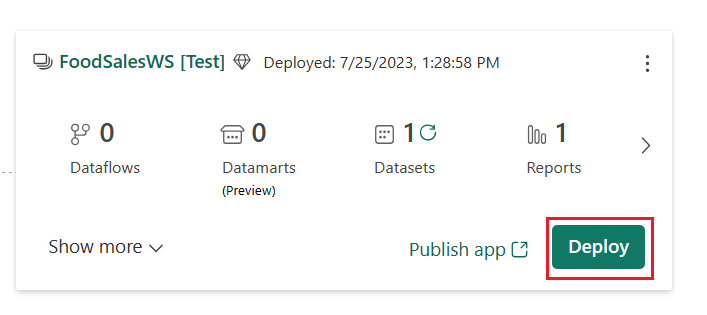 FoodSalesWS [Test] Deployed: 7/25/2023, 1:28:58 PM
0 0 1 1
Dataflows Datamarts Datasets Reports
(Preview)
Show more Publish app Deploy